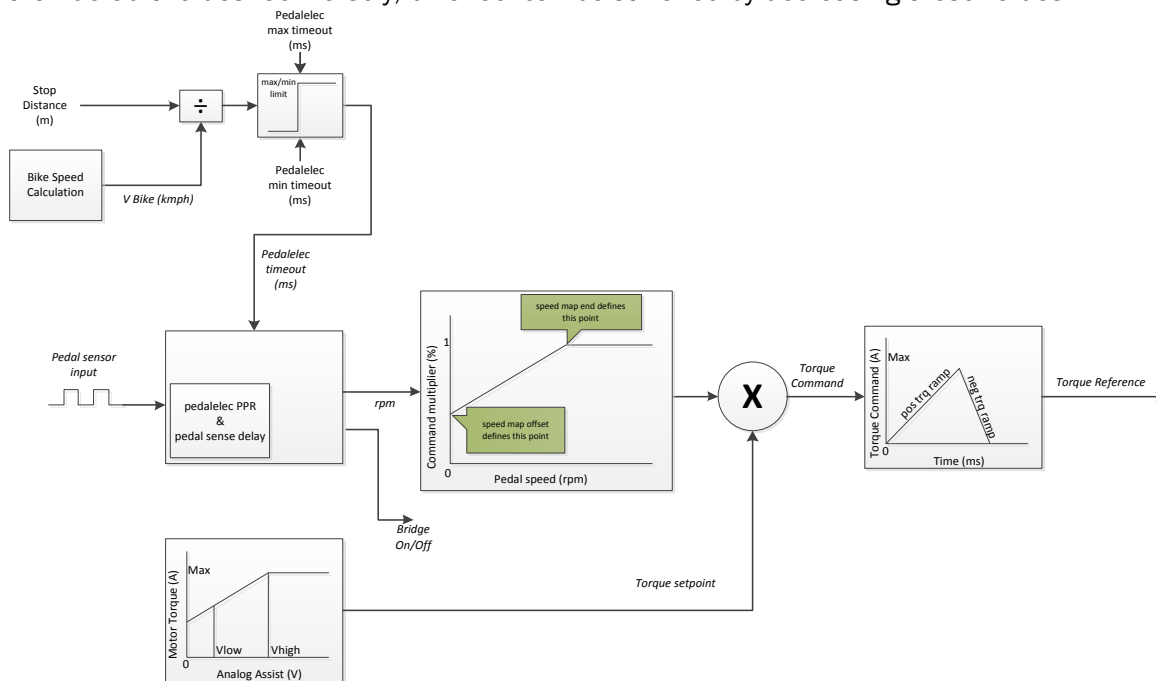 Pedalelec
max timeout
(ms)
max/min
limit
Stop
Distance
(m)
÷
Pedalelec
min timeout
(ms)
Bike Speed
Calculation
V Bike (kmph)
Pedalelec
timeout
(ms)
speed map end defines
this point
1
Command multiplier (%)
speed map offset
defines this point
0
Pedal speed (rpm)
Pedal sensor
input
pedalelec PPR
&
pedal sense delay
rpm
Bridge
On/Off
X
Torque
Command
Torque Command (A)
Max
pos trq ramp
neg trq ramp
0
Time (ms)
Torque Reference
Torque setpoint
Motor Torque (A)
Max
Vlow
Vhigh
0
Analog Assist (V)